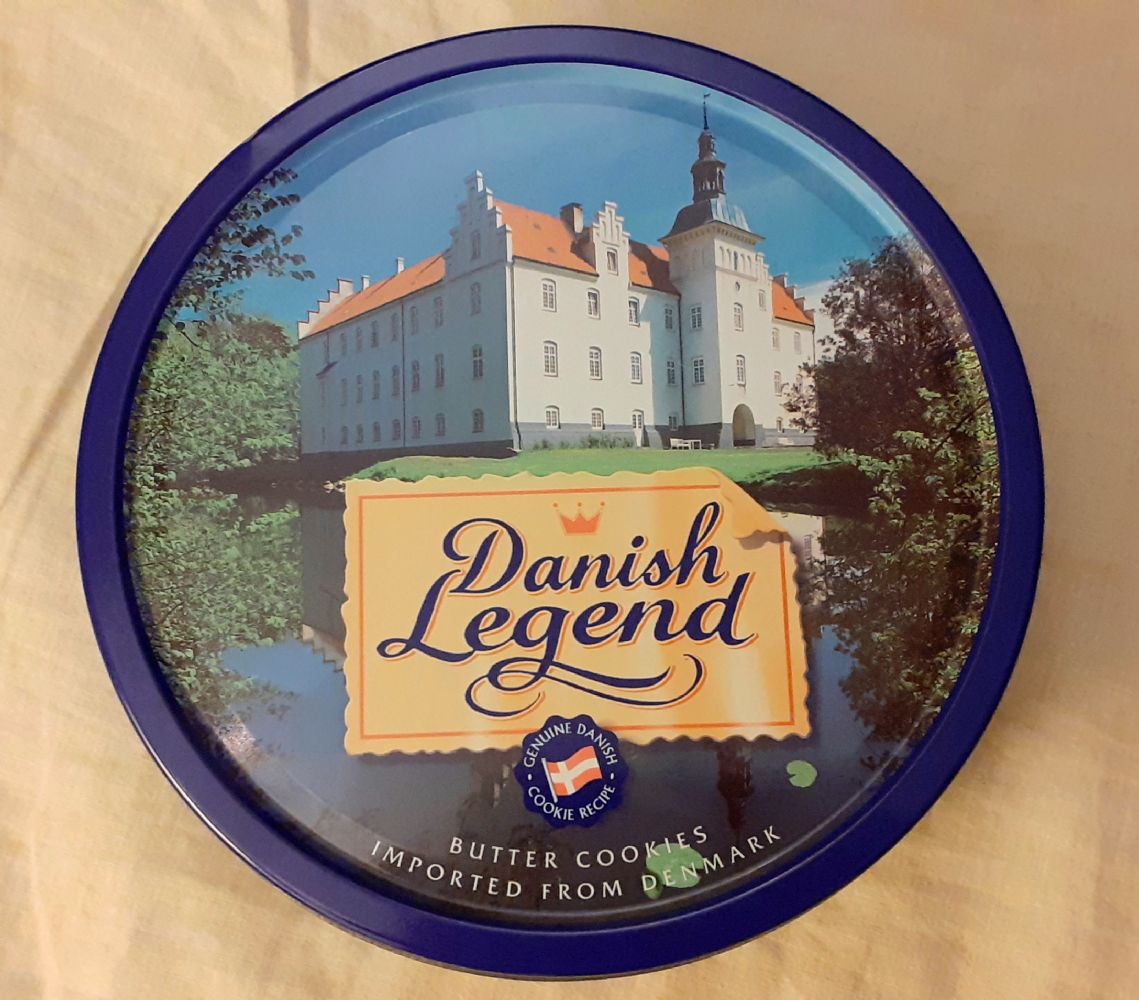 Danish
Legend
GENUINE DANISH
· COOKIE RECIPE ·
BUTTER COOKIES
IMPORTED FROM DENMARK